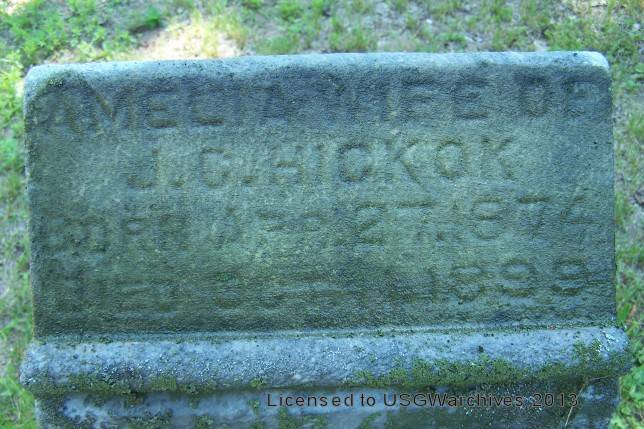 AMELIA WIFE OF
J. C. HICKOK
BORN APR. 27, 1874
DIED 1899
Licensed to USGWarchives 2013